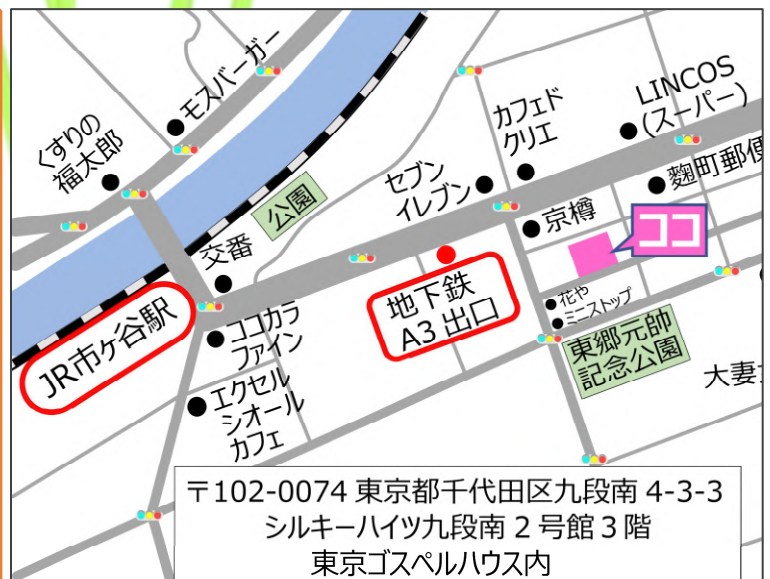 モスバーガー
くすりの
福太郎
LINCOS
(スーパー)
カフェド
クリエ
セブン
イレブン
麴町郵便
公園
京樽
ココ
交番
地下鉄
A3 出口
花や
ミニストップ
JR市ヶ谷駅
ココカラ
ファイン
東郷元帥
記念公園
大妻
エクセル
シオール
カフェ
〒102-0074 東京都千代田区九段南 4-3-3
シルキーハイツ九段南 2 号館 3 階
東京ゴスペルハウス内